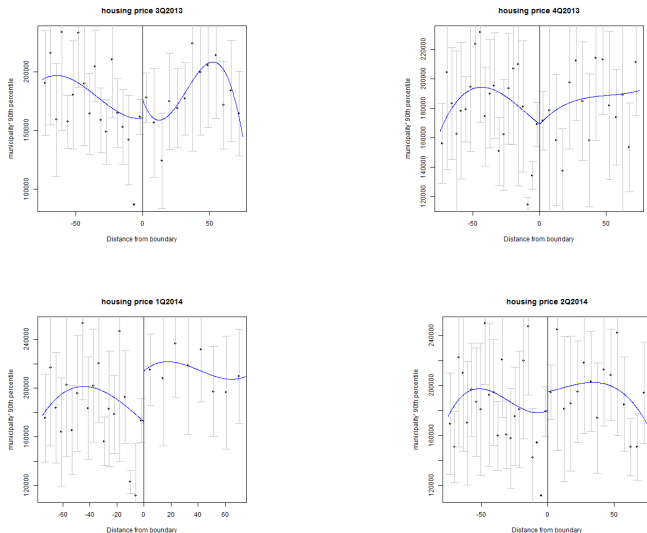 housing price 3Q2013
municipality' 90th percentile
200000
150000
100000
-50
0
50
Distance from boundary
housing price 4Q2013
municipality' 90th percentile
220000
200000
180000
160000
140000
120000
-50
0
50
Distance from boundary
housing price 1Q2014
municipality' 90th percentile
240000
200000
160000
120000
-60
-40
-20
0
20
40
60
Distance from boundary
housing price 2Q2014
municipality' 90th percentile
240000
200000
160000
120000
-50
0
50
Distance from boundary